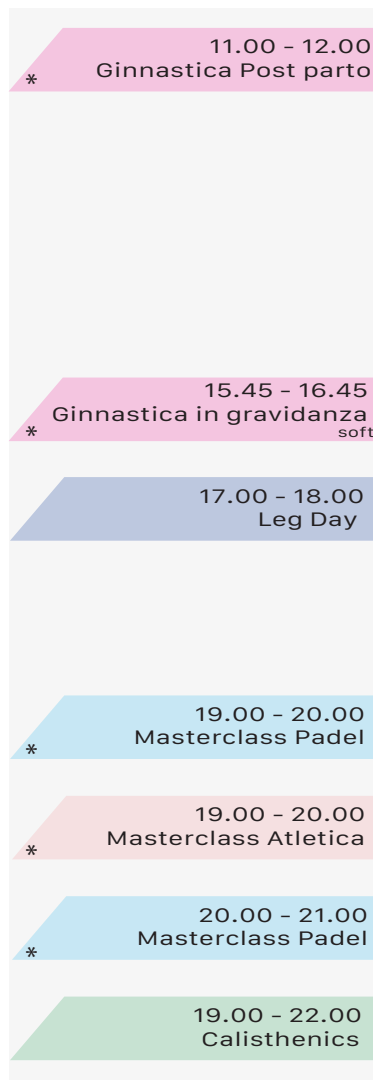 11.00 - 12.00
* Ginnastica Post parto
15.45 - 16.45
* Ginnastica in gravidanza
soft
17.00 - 18.00
Leg Day
19.00 - 20.00
* Masterclass Padel
19.00 - 20.00
* Masterclass Atletica
20.00 - 21.00
* Masterclass Padel
19.00 - 22.00
Calisthenics